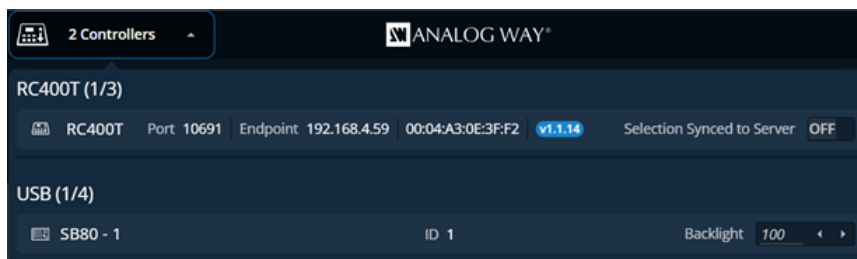 2 Controllers ANALOG WAY®
RC400T (1/3)
RC400T Port 10691 Endpoint 192.168.4.59 00:04:A3:0E:3F:F2 v1.1.14 Selection Synced to Server OFF
USB (1/4)
SB80 - 1 ID 1 Backlight 100